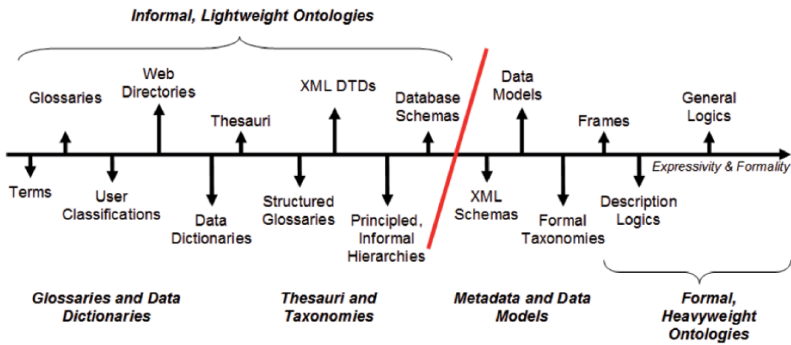 Informal, Lightweight Ontologies
Glossaries
Web
Directories
Thesauri
XML DTDs
Database
Schemas
Data
Models
Frames
General
Logics
Expressivity & Formality
Terms
User
Classifications
Data
Dictionaries
Structured
Glossaries
Principled,
Informal
Hierarchies
XML
Schemas
Formal
Taxonomies
Description
Logics
Glossaries and Data
Dictionaries
Thesauri and
Taxonomies
Metadata and Data
Models
Formal,
Heavyweight
Ontologies